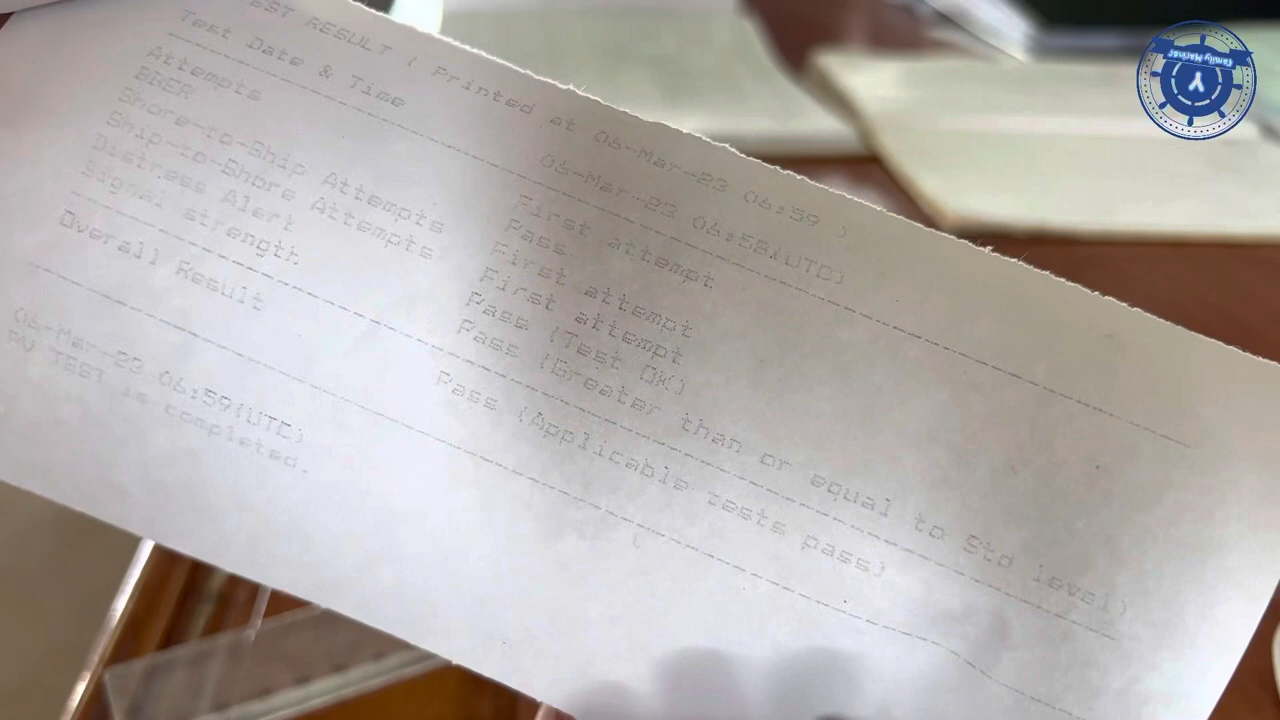 TEST RESULT ( Printed at 06-Mar-23 06:59 )
Test Date & Time 06-Mar-23 06:58(UTC)
Attempts First attempt
BBER Pass
Shore-to-Ship Attempts First attempt
Ship-to-Shore Attempts First attempt
Distress Alert Pass (Test OK)
Signal strength Pass (Greater than or equal to Std level)
Overall Result Pass (Applicable tests pass)
06-Mar-23 06:59(UTC)
PV TEST is completed.
Family Mariner
Y